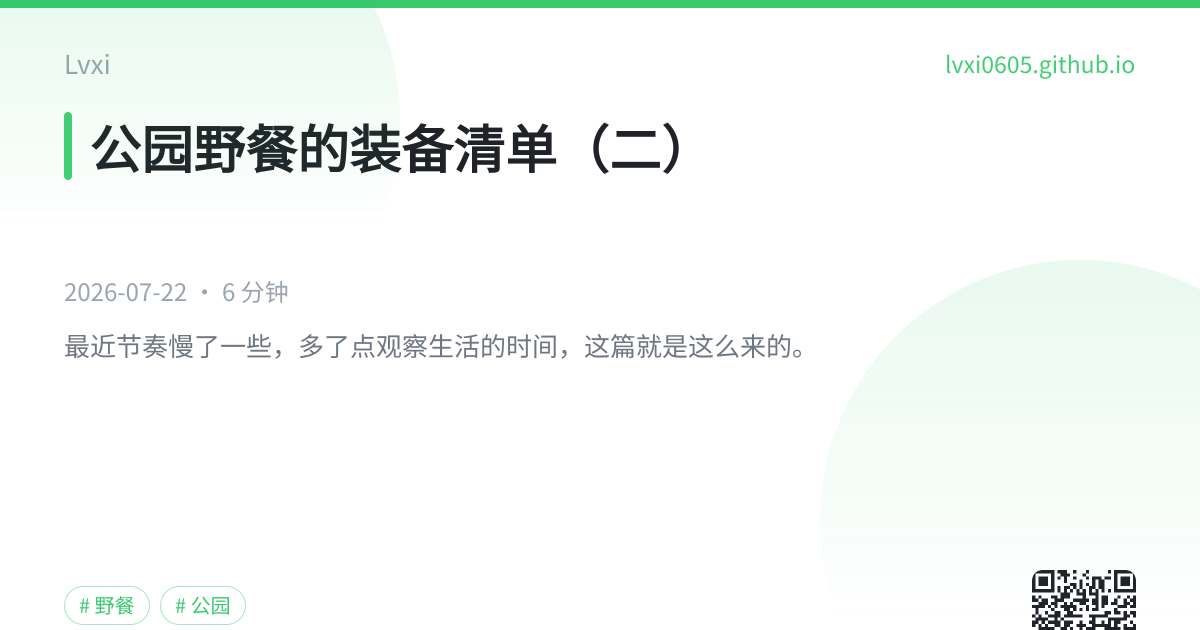 Lvxi
lvxi0605.github.io
公园野餐的装备清单（二）
2026-07-22 · 6 分钟
最近节奏慢了一些，多了点观察生活的时间，这篇就是这么来的。
# 野餐
# 公园